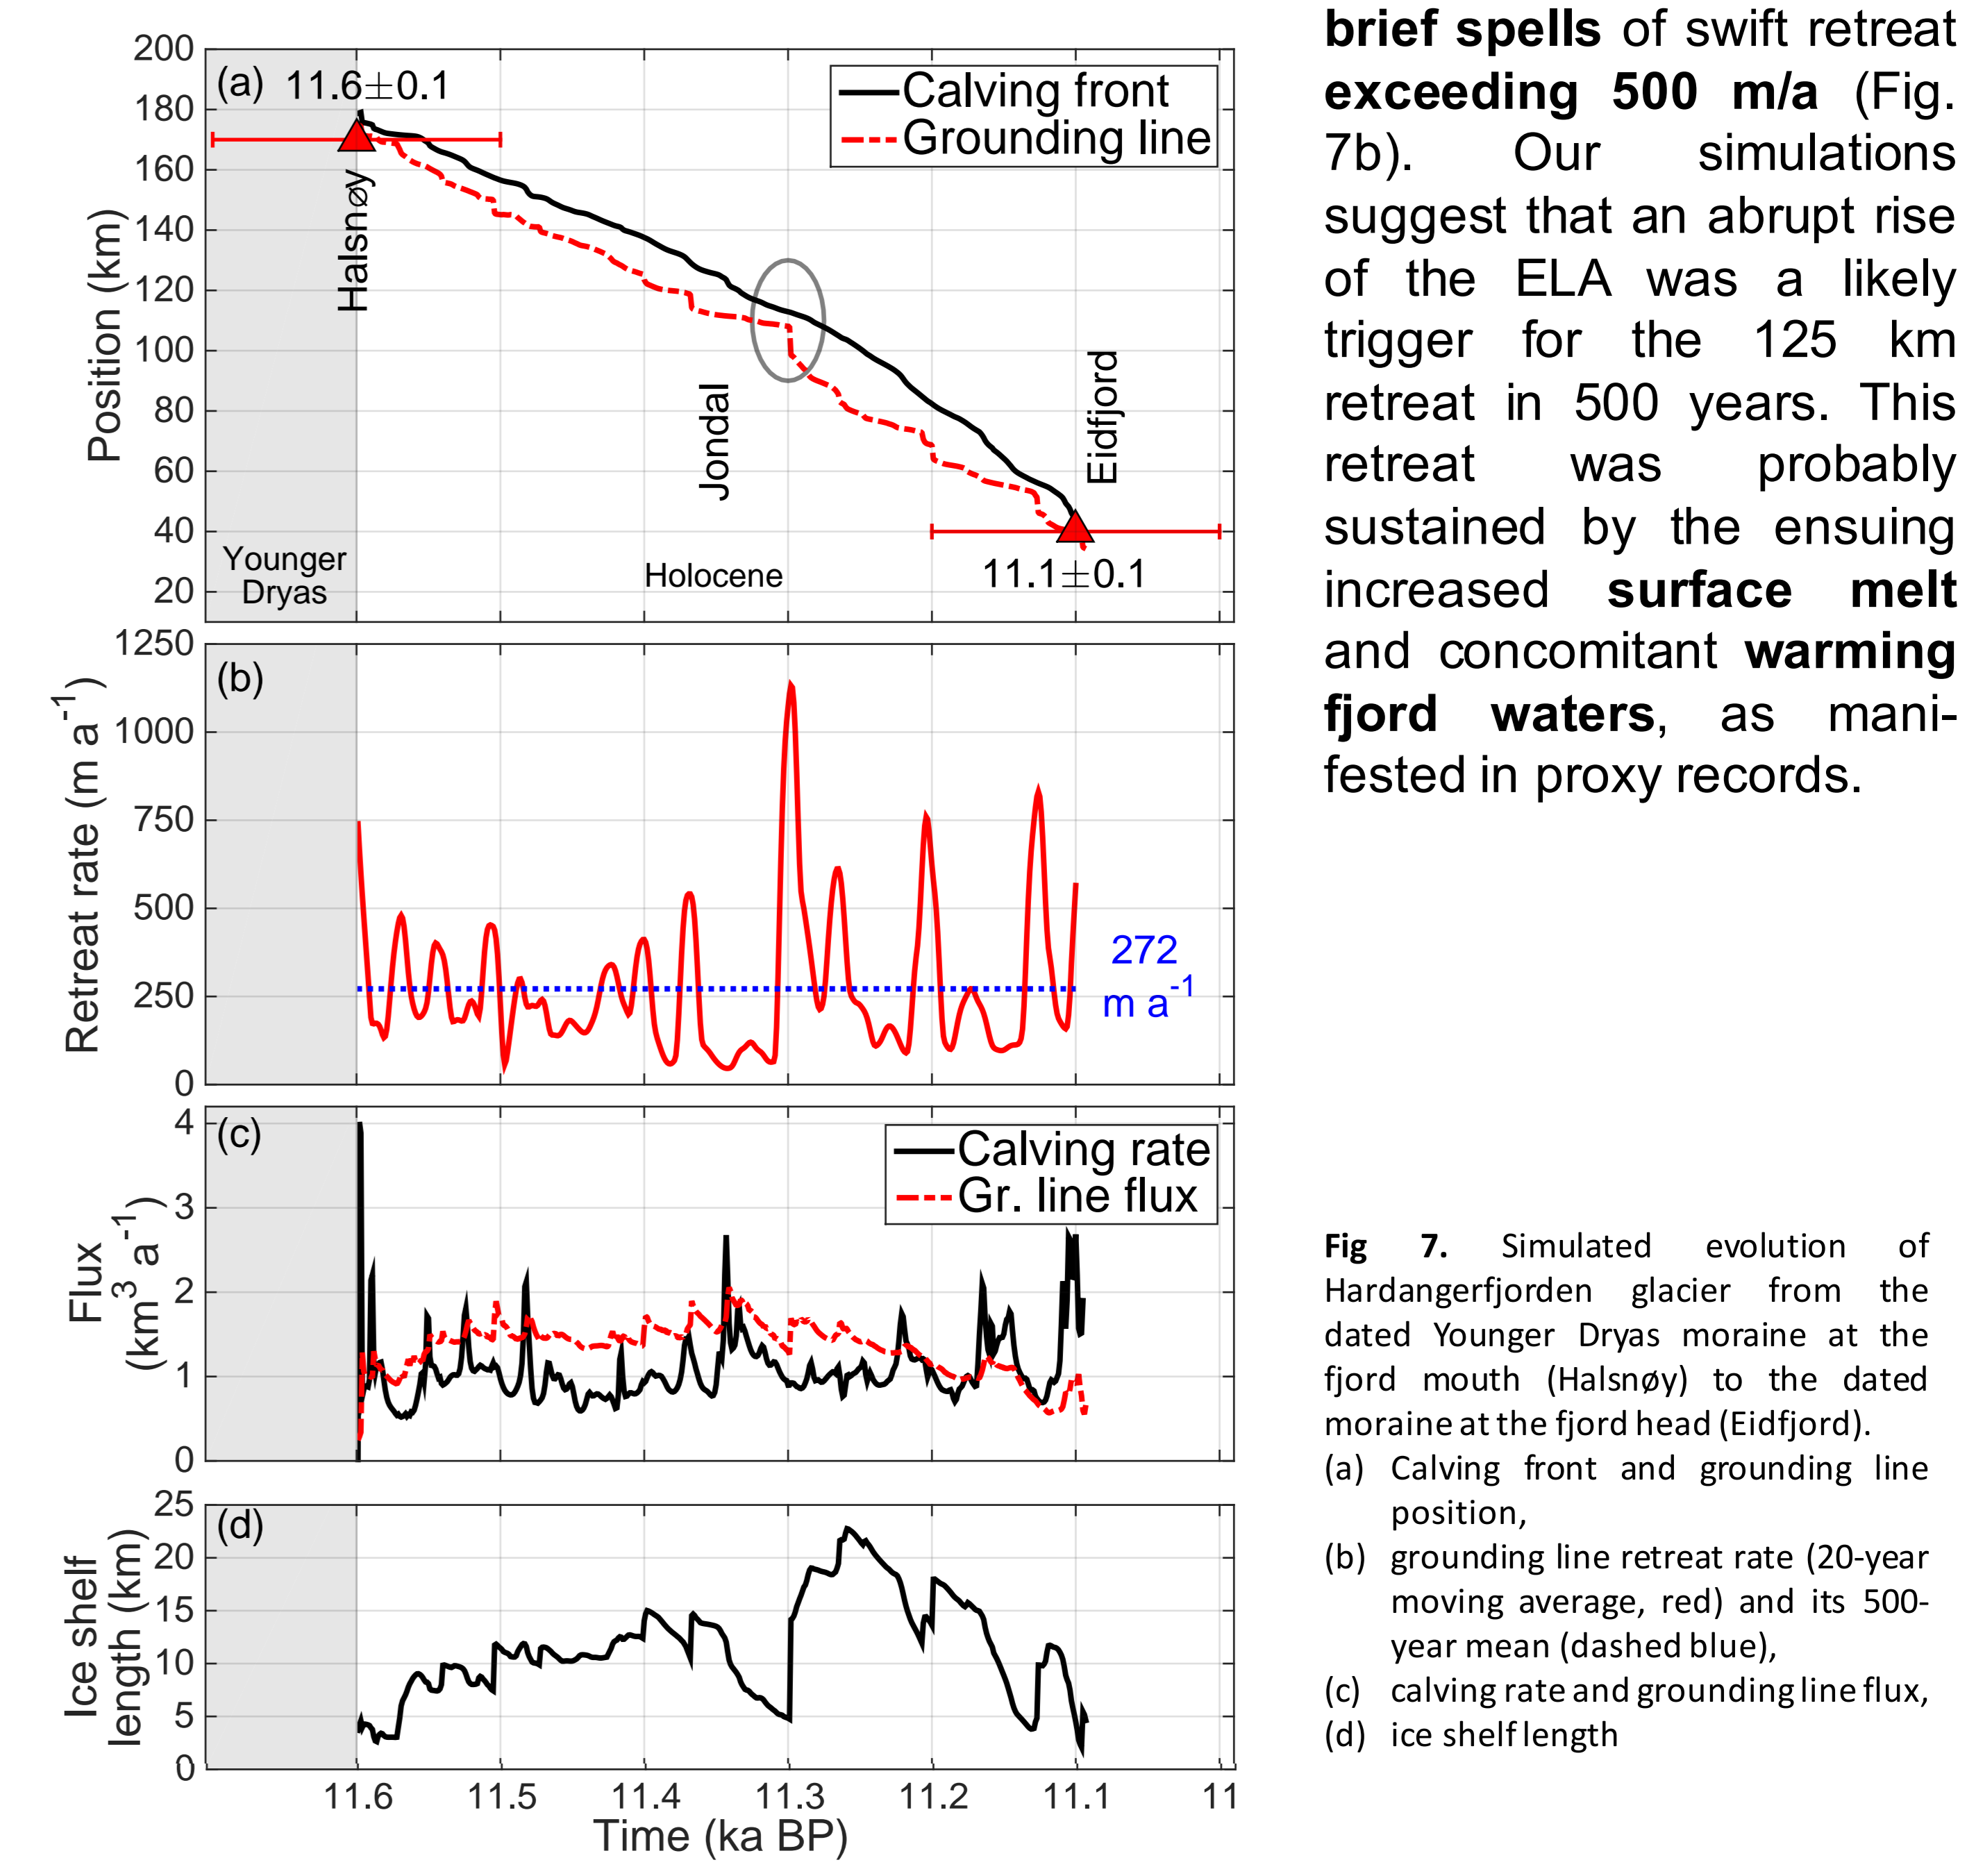 200
180
160
140
120
100
80
60
40
20
Position (km)
(a) 11.6±0.1
Calving front
Grounding line
Halsnøy
Jondal
Eidfjord
Younger
Dryas
Holocene
11.1±0.1
1250
1000
750
500
250
0
Retreat rate (m a-1)
(b)
272
m a-1
4
3
2
1
0
Flux
(km3 a-1)
(c)
Calving rate
Gr. line flux
25
20
15
10
5
0
Ice shelf
length (km)
(d)
11.6 11.5 11.4 11.3 11.2 11.1 11
Time (ka BP)
brief spells of swift retreat
exceeding 500 m/a (Fig.
7b). Our simulations
suggest that an abrupt rise
of the ELA was a likely
trigger for the 125 km
retreat in 500 years. This
retreat was probably
sustained by the ensuing
increased surface melt
and concomitant warming
fjord waters, as mani-
fested in proxy records.
Fig 7. Simulated evolution of
Hardangerfjorden glacier from the
dated Younger Dryas moraine at the
fjord mouth (Halsnøy) to the dated
moraine at the fjord head (Eidfjord).
(a) Calving front and grounding line
position,
(b) grounding line retreat rate (20-year
moving average, red) and its 500-
year mean (dashed blue),
(c) calving rate and grounding line flux,
(d) ice shelf length